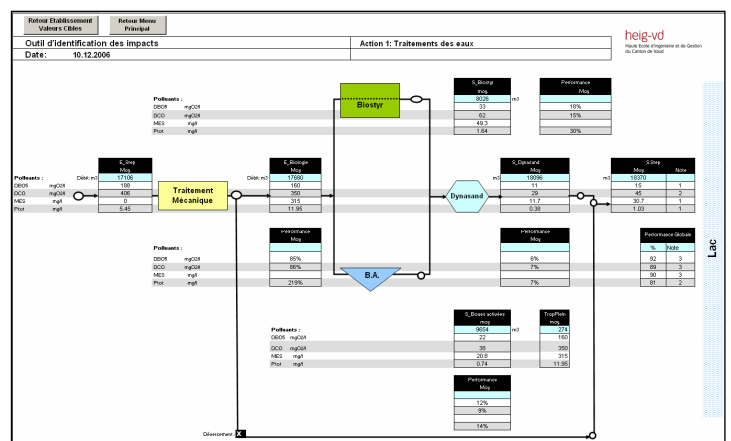 Retour Etablissement Valeurs Cibles
Retour Menu Principal
Outil d'identification des impacts
Action 1: Traitements des eaux
Date: 10.12.2006
heig-vd
Haute Ecole d'Ingénierie et de Gestion
du Canton de Vaud
S_Biostyr Performance
moy. Moy
Polluants : 8026 m3
DBO5 mgO2/l 33 18%
DCO mgO2/l 62 15%
MES mg/l 49.3
Ptot mg/l 1.64 30%
Biostyr
E_Step E_Biologie S_Dynasand S.Step
Moy. Moy. Moy. Moy. Note
Polluants : Débit: m3 17106 Débit: m3 17680 m3 18096 m3 18370
DBO5 mgO2/l 188 160 11 15 1
DCO mgO2/l 406 350 29 45 2
MES mg/l 0 315 11.7 30.7 1
Ptot mg/l 5.45 11.95 0.38 1.03 1
Traitement Mécanique
Dynasand
Performance Performance Performance Globale
Moy Moy
Polluants : % Note
DBO5 mgO2/l 85% 6% 92 3
DCO mgO2/l 86% 7% 89 3
MES mg/l 90 3
Ptot mg/l 219% 7% 81 2
B.A.
Lac
S_Boues activées TropPlein
moy. moy.
Polluants : 9654 m3 274
DBO5 mgO2/l 22 160
DCO mgO2/l 38 350
MES mg/l 20.8 315
Ptot mg/l 0.74 11.95
Performance
Moy
12%
9%
14%
Déversement : X